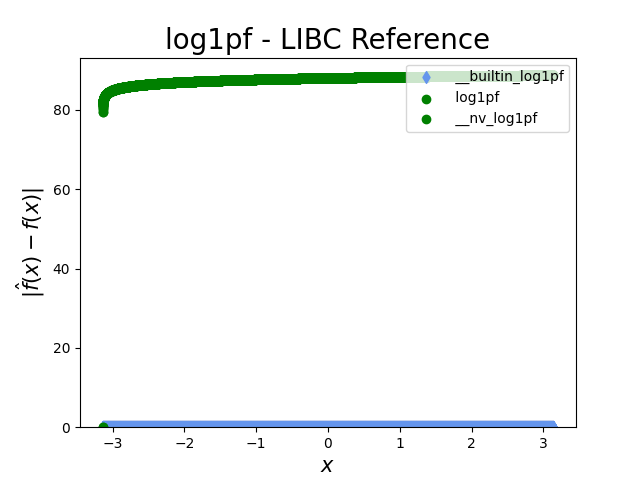 log1pf - LIBC Reference
__builtin_log1pf
log1pf
__nv_log1pf
80
60
40
20
0
|f̂(x) − f(x)|
−3 −2 −1 0 1 2 3
x